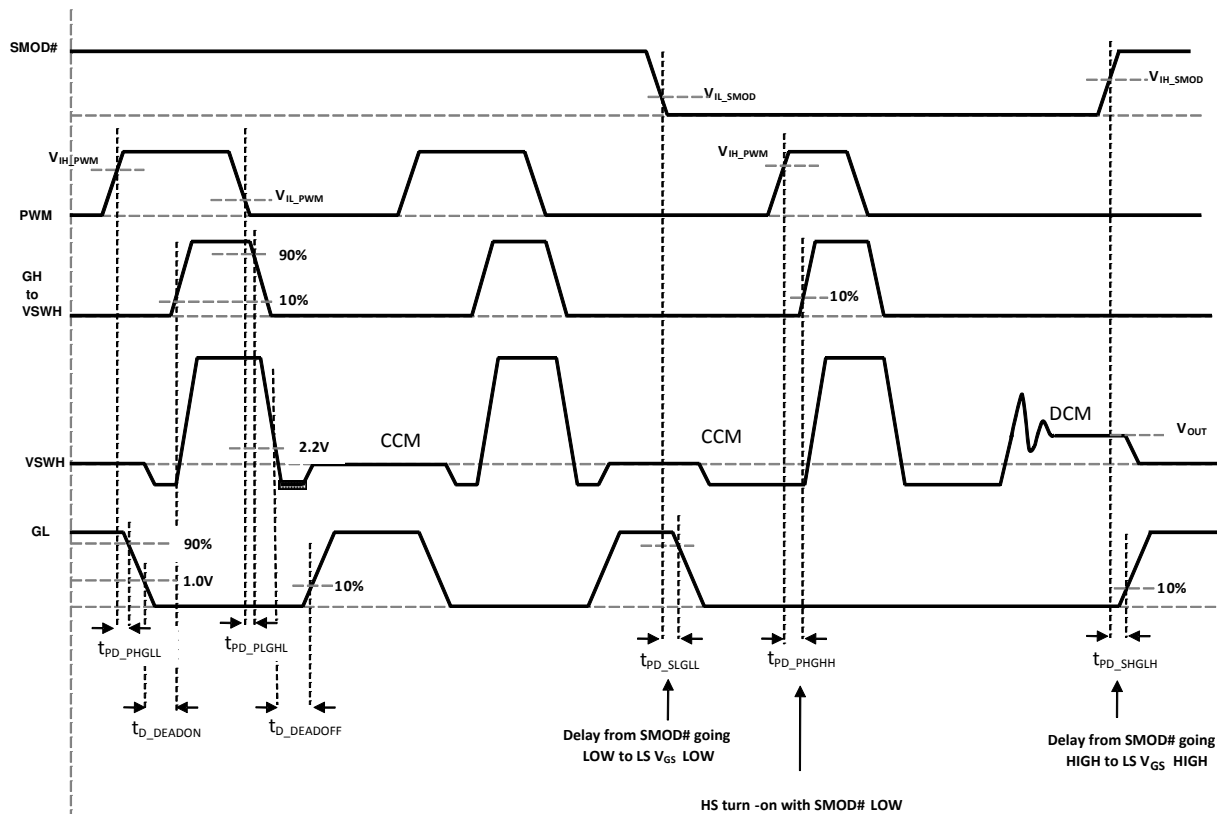 SMOD#
V_IL_SMOD
V_IH_SMOD
V_IH_PWM
V_IL_PWM
V_IH_PWM
PWM
90%
10%
10%
GH
to
VSWH
2.2V
CCM
CCM
DCM
V_OUT
VSWH
GL
90%
1.0V
10%
10%
t_PD_PHGLL
t_PD_PLGHL
t_PD_SLGLL
t_PD_PHGHH
t_PD_SHGLH
t_D_DEADON
t_D_DEADOFF
Delay from SMOD# going
LOW to LS V_GS LOW
Delay from SMOD# going
HIGH to LS V_GS HIGH
HS turn -on with SMOD# LOW